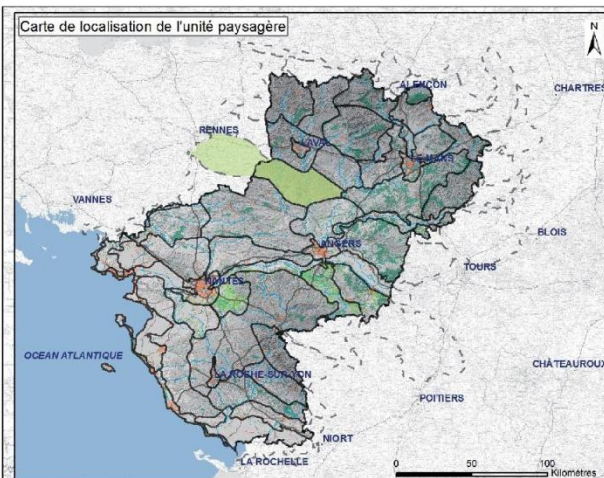 Carte de localisation de l'unité paysagère
N
ALENÇON
CHARTRES
RENNES
LAVAL
LE MANS
VANNES
BLOIS
ANGERS
TOURS
NANTES
OCEAN ATLANTIQUE
CHÂTEAUROUX
LA ROCHE-SUR-YON
POITIERS
NIORT
LA ROCHELLE
0 50 100
Kilomètres